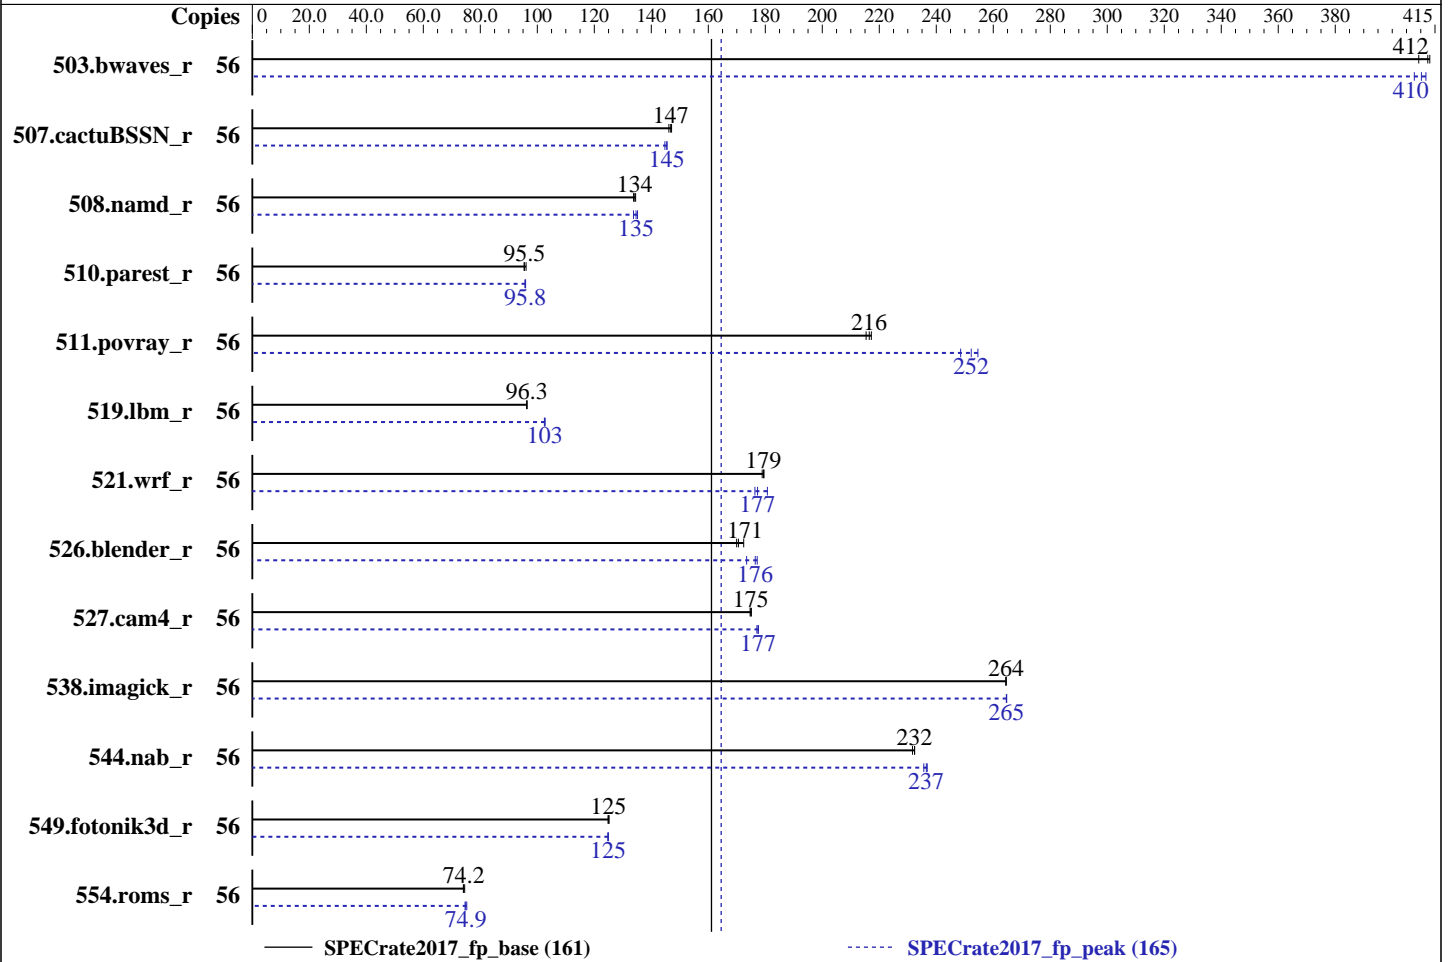 Copies 0 20.0 40.0 60.0 80.0 100 120 140 160 180 200 220 240 260 280 300 320 340 360 380 415
503.bwaves_r 56 412
410
507.cactuBSSN_r 56 147
145
508.namd_r 56 134
135
510.parest_r 56 95.5
95.8
511.povray_r 56 216
252
519.lbm_r 56 96.3
103
521.wrf_r 56 179
177
526.blender_r 56 171
176
527.cam4_r 56 175
177
538.imagick_r 56 264
265
544.nab_r 56 232
237
549.fotonik3d_r 56 125
125
554.roms_r 56 74.2
74.9
SPECrate2017_fp_base (161) SPECrate2017_fp_peak (165)